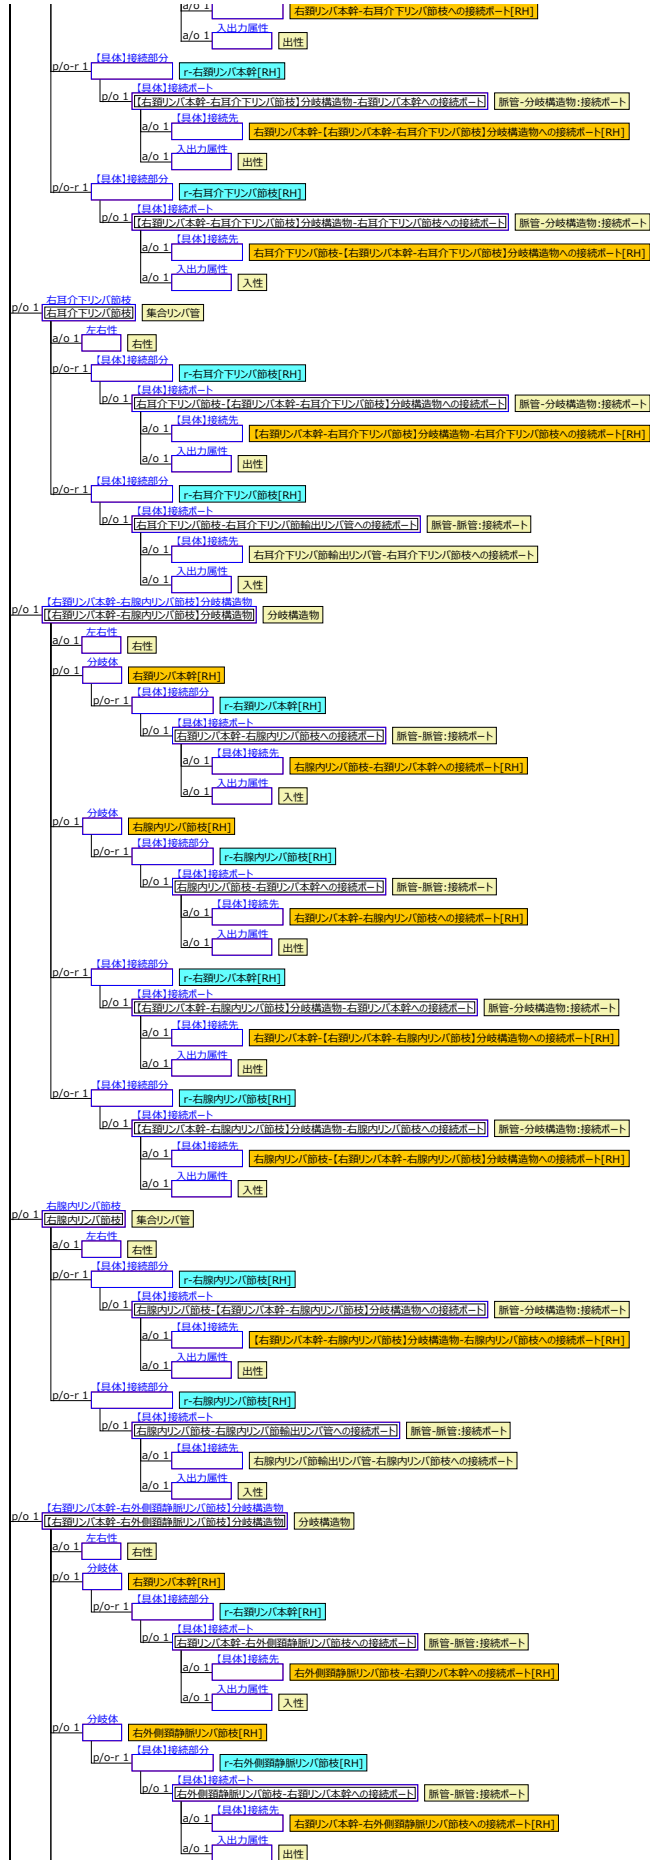 a/o 1 右頚リンパ本幹-右耳介下リンパ節枝への接続ポート[RH]
入出力属性
a/o 1 出性
【具体】接続部分
p/o-r 1 r-右頚リンパ本幹[RH]
【具体】接続ポート
p/o 1 【右頚リンパ本幹-右耳介下リンパ節枝】分岐構造物-右頚リンパ本幹への接続ポート 脈管-分岐構造物:接続ポート
【具体】接続先
a/o 1 右頚リンパ本幹-【右頚リンパ本幹-右耳介下リンパ節枝】分岐構造物への接続ポート[RH]
入出力属性
a/o 1 出性
【具体】接続部分
p/o-r 1 r-右耳介下リンパ節枝[RH]
【具体】接続ポート
p/o 1 【右頚リンパ本幹-右耳介下リンパ節枝】分岐構造物-右耳介下リンパ節枝への接続ポート 脈管-分岐構造物:接続ポート
【具体】接続先
a/o 1 右耳介下リンパ節枝-【右頚リンパ本幹-右耳介下リンパ節枝】分岐構造物への接続ポート[RH]
入出力属性
a/o 1 入性
右耳介下リンパ節枝
p/o 1 右耳介下リンパ節枝 集合リンパ管
左右性
a/o 1 右性
【具体】接続部分
p/o-r 1 r-右耳介下リンパ節枝[RH]
【具体】接続ポート
p/o 1 右耳介下リンパ節枝-【右頚リンパ本幹-右耳介下リンパ節枝】分岐構造物への接続ポート 脈管-分岐構造物:接続ポート
【具体】接続先
a/o 1 【右頚リンパ本幹-右耳介下リンパ節枝】分岐構造物-右耳介下リンパ節枝への接続ポート[RH]
入出力属性
a/o 1 出性
【具体】接続部分
p/o-r 1 r-右耳介下リンパ節枝[RH]
【具体】接続ポート
p/o 1 右耳介下リンパ節枝-右耳介下リンパ節輸出リンパ管への接続ポート 脈管-脈管:接続ポート
【具体】接続先
a/o 1 右耳介下リンパ節輸出リンパ管-右耳介下リンパ節枝への接続ポート
入出力属性
a/o 1 入性
【右頚リンパ本幹-右腺内リンパ節枝】分岐構造物
p/o 1 【右頚リンパ本幹-右腺内リンパ節枝】分岐構造物 分岐構造物
左右性
a/o 1 右性
分岐体
p/o 1 右頚リンパ本幹[RH]
【具体】接続部分
p/o-r 1 r-右頚リンパ本幹[RH]
【具体】接続ポート
p/o 1 右頚リンパ本幹-右腺内リンパ節枝への接続ポート 脈管-脈管:接続ポート
【具体】接続先
a/o 1 右腺内リンパ節枝-右頚リンパ本幹への接続ポート[RH]
入出力属性
a/o 1 入性
分岐体
p/o 1 右腺内リンパ節枝[RH]
【具体】接続部分
p/o-r 1 r-右腺内リンパ節枝[RH]
【具体】接続ポート
p/o 1 右腺内リンパ節枝-右頚リンパ本幹への接続ポート 脈管-脈管:接続ポート
【具体】接続先
a/o 1 右頚リンパ本幹-右腺内リンパ節枝への接続ポート[RH]
入出力属性
a/o 1 出性
【具体】接続部分
p/o-r 1 r-右頚リンパ本幹[RH]
【具体】接続ポート
p/o 1 【右頚リンパ本幹-右腺内リンパ節枝】分岐構造物-右頚リンパ本幹への接続ポート 脈管-分岐構造物:接続ポート
【具体】接続先
a/o 1 右頚リンパ本幹-【右頚リンパ本幹-右腺内リンパ節枝】分岐構造物への接続ポート[RH]
入出力属性
a/o 1 出性
【具体】接続部分
p/o-r 1 r-右腺内リンパ節枝[RH]
【具体】接続ポート
p/o 1 【右頚リンパ本幹-右腺内リンパ節枝】分岐構造物-右腺内リンパ節枝への接続ポート 脈管-分岐構造物:接続ポート
【具体】接続先
a/o 1 右腺内リンパ節枝-【右頚リンパ本幹-右腺内リンパ節枝】分岐構造物への接続ポート[RH]
入出力属性
a/o 1 入性
右腺内リンパ節枝
p/o 1 右腺内リンパ節枝 集合リンパ管
左右性
a/o 1 右性
【具体】接続部分
p/o-r 1 r-右腺内リンパ節枝[RH]
【具体】接続ポート
p/o 1 右腺内リンパ節枝-【右頚リンパ本幹-右腺内リンパ節枝】分岐構造物への接続ポート 脈管-分岐構造物:接続ポート
【具体】接続先
a/o 1 【右頚リンパ本幹-右腺内リンパ節枝】分岐構造物-右腺内リンパ節枝への接続ポート[RH]
入出力属性
a/o 1 出性
【具体】接続部分
p/o-r 1 r-右腺内リンパ節枝[RH]
【具体】接続ポート
p/o 1 右腺内リンパ節枝-右腺内リンパ節輸出リンパ管への接続ポート 脈管-脈管:接続ポート
【具体】接続先
a/o 1 右腺内リンパ節輸出リンパ管-右腺内リンパ節枝への接続ポート
入出力属性
a/o 1 入性
【右頚リンパ本幹-右外側頚静脈リンパ節枝】分岐構造物
p/o 1 【右頚リンパ本幹-右外側頚静脈リンパ節枝】分岐構造物 分岐構造物
左右性
a/o 1 右性
分岐体
p/o 1 右頚リンパ本幹[RH]
【具体】接続部分
p/o-r 1 r-右頚リンパ本幹[RH]
【具体】接続ポート
p/o 1 右頚リンパ本幹-右外側頚静脈リンパ節枝への接続ポート 脈管-脈管:接続ポート
【具体】接続先
a/o 1 右外側頚静脈リンパ節枝-右頚リンパ本幹への接続ポート[RH]
入出力属性
a/o 1 入性
分岐体
p/o 1 右外側頚静脈リンパ節枝[RH]
【具体】接続部分
p/o-r 1 r-右外側頚静脈リンパ節枝[RH]
【具体】接続ポート
p/o 1 右外側頚静脈リンパ節枝-右頚リンパ本幹への接続ポート 脈管-脈管:接続ポート
【具体】接続先
a/o 1 右頚リンパ本幹-右外側頚静脈リンパ節枝への接続ポート[RH]
入出力属性
a/o 1 出性